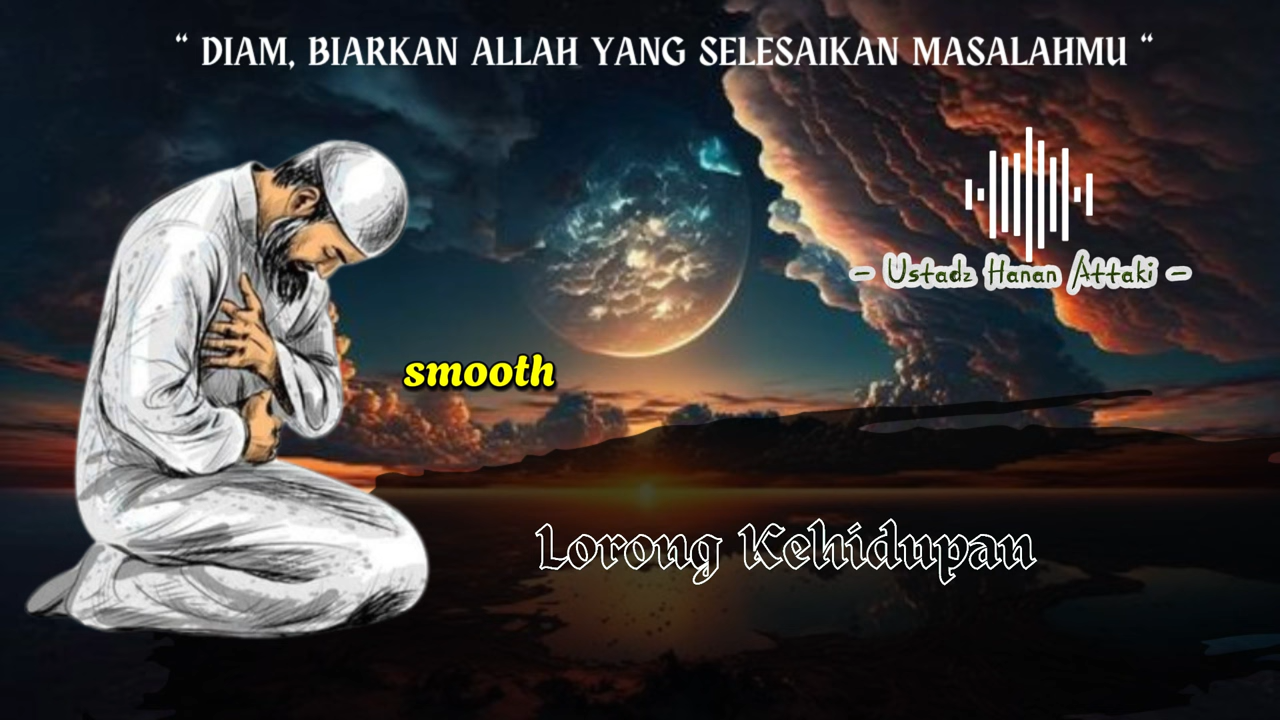 “ DIAM, BIARKAN ALLAH YANG SELESAIKAN MASALAHMU “
- Ustadz Hanan Attaki -
smooth
Lorong Kehidupan